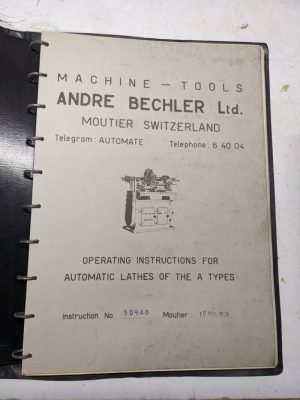 MACHINE — TOOLS
ANDRE BECHLER Ltd.
MOUTIER SWITZERLAND
Telegram: AUTOMATE Telephone: 6 40 04
OPERATING INSTRUCTIONS FOR
AUTOMATIC LATHES OF THE A TYPES
Instruction No. 10940 Moutier